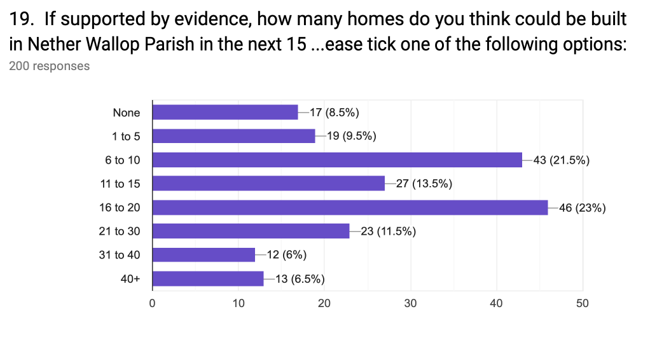 19. If supported by evidence, how many homes do you think could be built
in Nether Wallop Parish in the next 15 ...ease tick one of the following options:
200 responses
None 17 (8.5%)
1 to 5 19 (9.5%)
6 to 10 43 (21.5%)
11 to 15 27 (13.5%)
16 to 20 46 (23%)
21 to 30 23 (11.5%)
31 to 40 12 (6%)
40+ 13 (6.5%)
0 10 20 30 40 50